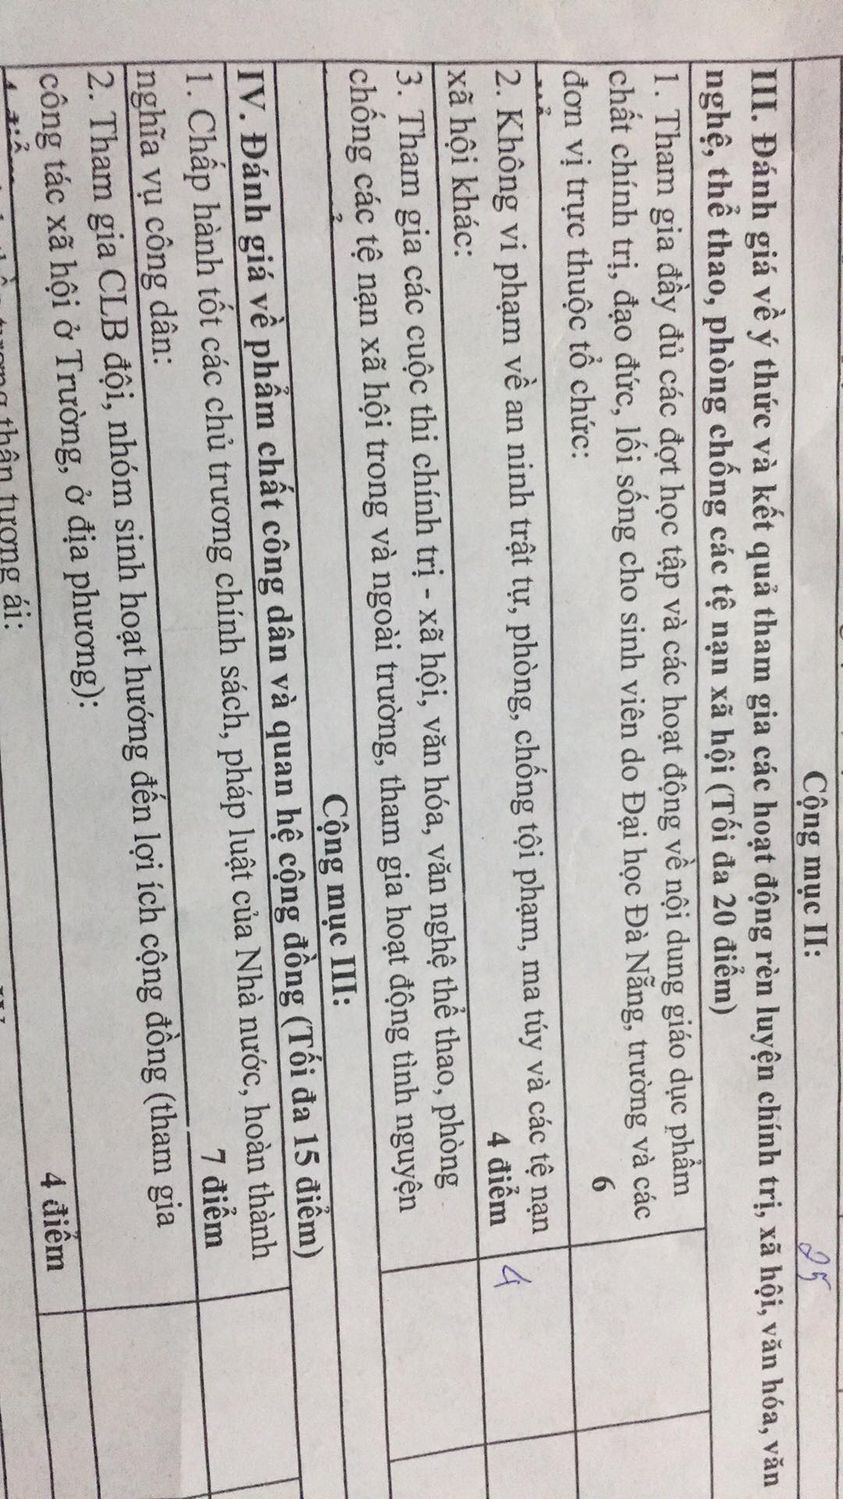 Cộng mục II: 25
III. Đánh giá về ý thức và kết quả tham gia các hoạt động rèn luyện chính trị, xã hội, văn hóa, văn
nghệ, thể thao, phòng chống các tệ nạn xã hội (Tối đa 20 điểm)
1. Tham gia đầy đủ các đợt học tập và các hoạt động về nội dung giáo dục phẩm
chất chính trị, đạo đức, lối sống cho sinh viên do Đại học Đà Nẵng, trường và các
đơn vị trực thuộc tổ chức: 6
2. Không vi phạm về an ninh trật tự, phòng, chống tội phạm, ma túy và các tệ nạn
xã hội khác: 4 điểm 4
3. Tham gia các cuộc thi chính trị - xã hội, văn hóa, văn nghệ thể thao, phòng
chống các tệ nạn xã hội trong và ngoài trường, tham gia hoạt động tình nguyện
Cộng mục III:
IV. Đánh giá về phẩm chất công dân và quan hệ cộng đồng (Tối đa 15 điểm)
1. Chấp hành tốt các chủ trương chính sách, pháp luật của Nhà nước, hoàn thành
nghĩa vụ công dân: 7 điểm
2. Tham gia CLB đội, nhóm sinh hoạt hướng đến lợi ích cộng đồng (tham gia
công tác xã hội ở Trường, ở địa phương): 4 điểm
thân tương ái: